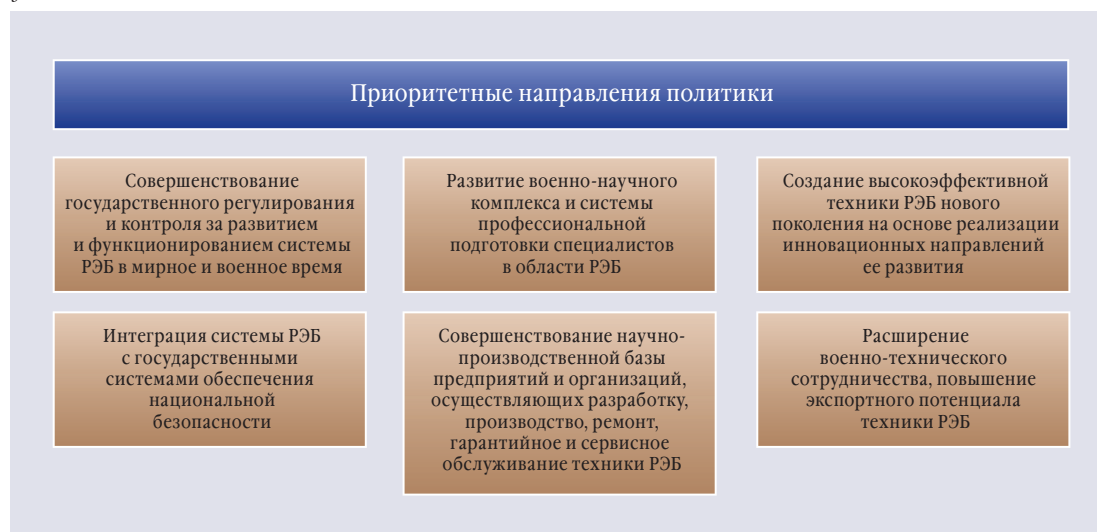 Приоритетные направления политики
Совершенствование
государственного регулирования
и контроля за развитием
и функционированием системы
РЭБ в мирное и военное время
Развитие военно-научного
комплекса и системы
профессиональной
подготовки специалистов
в области РЭБ
Создание высокоэффективной
техники РЭБ нового
поколения на основе реализации
инновационных направлений
ее развития
Интеграция системы РЭБ
с государственными
системами обеспечения
национальной
безопасности
Совершенствование научно-
производственной базы
предприятий и организаций,
осуществляющих разработку,
производство, ремонт,
гарантийное и сервисное
обслуживание техники РЭБ
Расширение
военно-технического
сотрудничества, повышение
экспортного потенциала
техники РЭБ